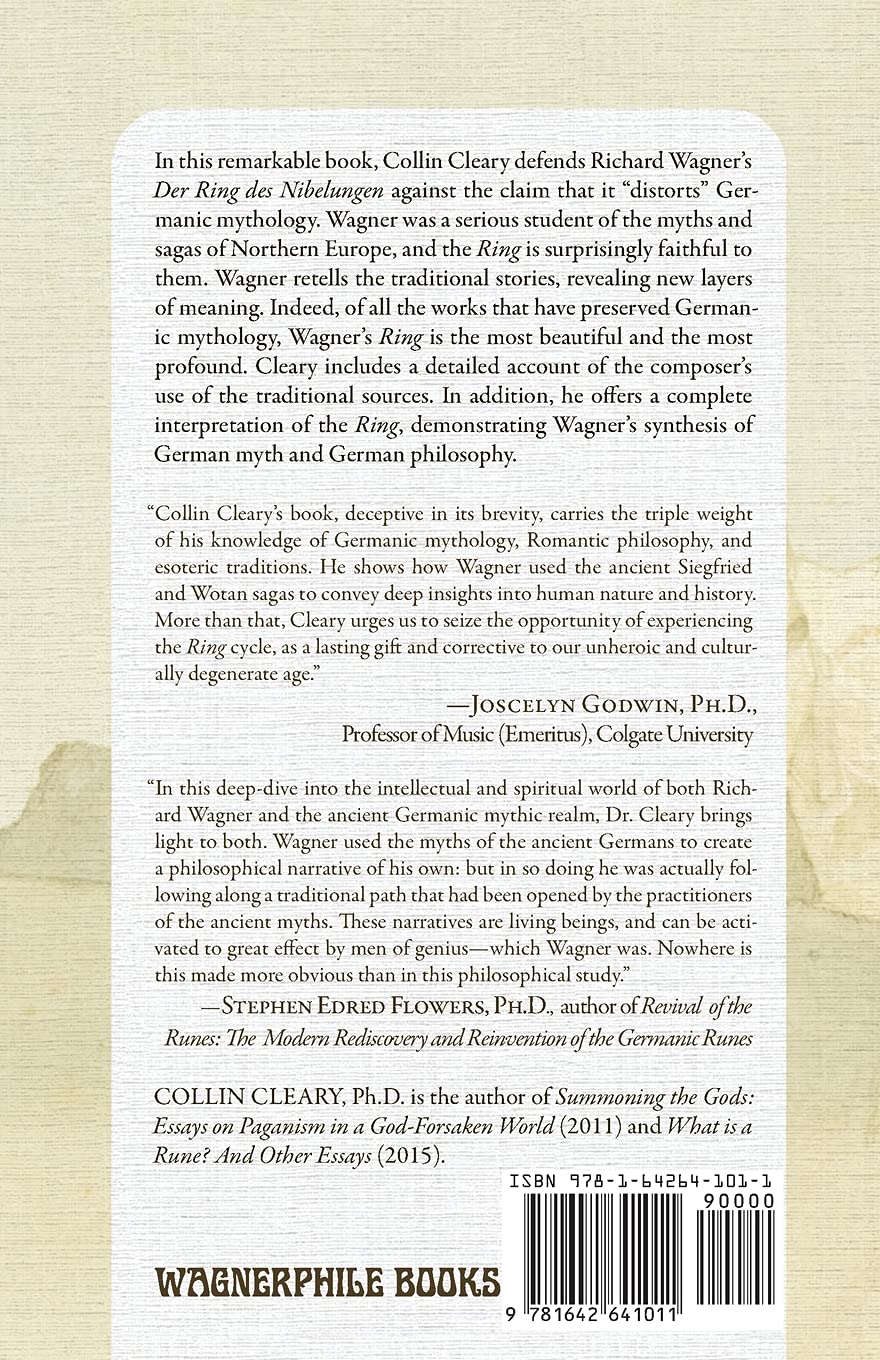 In this remarkable book, Collin Cleary defends Richard Wagner's
Der Ring des Nibelungen against the claim that it “distorts” Ger-
manic mythology. Wagner was a serious student of the myths and
sagas of Northern Europe, and the Ring is surprisingly faithful to
them. Wagner retells the traditional stories, revealing new layers
of meaning. Indeed, of all the works that have preserved German-
ic mythology, Wagner's Ring is the most beautiful and the most
profound. Cleary includes a detailed account of the composer's
use of the traditional sources. In addition, he offers a complete
interpretation of the Ring, demonstrating Wagner's synthesis of
German myth and German philosophy.
“Collin Cleary's book, deceptive in its brevity, carries the triple weight
of his knowledge of Germanic mythology, Romantic philosophy, and
esoteric traditions. He shows how Wagner used the ancient Siegfried
and Wotan sagas to convey deep insights into human nature and history.
More than that, Cleary urges us to seize the opportunity of experiencing
the Ring cycle, as a lasting gift and corrective to our unheroic and cultur-
ally degenerate age.”
—Joscelyn Godwin, Ph.D.,
Professor of Music (Emeritus), Colgate University
“In this deep-dive into the intellectual and spiritual world of both Rich-
ard Wagner and the ancient Germanic mythic realm, Dr. Cleary brings
light to both. Wagner used the myths of the ancient Germans to create
a philosophical narrative of his own: but in so doing he was actually fol-
lowing along a traditional path that had been opened by the practitioners
of the ancient myths. These narratives are living beings, and can be acti-
vated to great effect by men of genius—which Wagner was. Nowhere is
this made more obvious than in this philosophical study.”
—Stephen Edred Flowers, Ph.D., author of Revival of the
Runes: The Modern Rediscovery and Reinvention of the Germanic Runes
COLLIN CLEARY, Ph.D. is the author of Summoning the Gods:
Essays on Paganism in a God-Forsaken World (2011) and What is a
Rune? And Other Essays (2015).
ISBN 978-1-64264-101-1
90000
WAGNERPHILE BOOKS
9 781642 641011